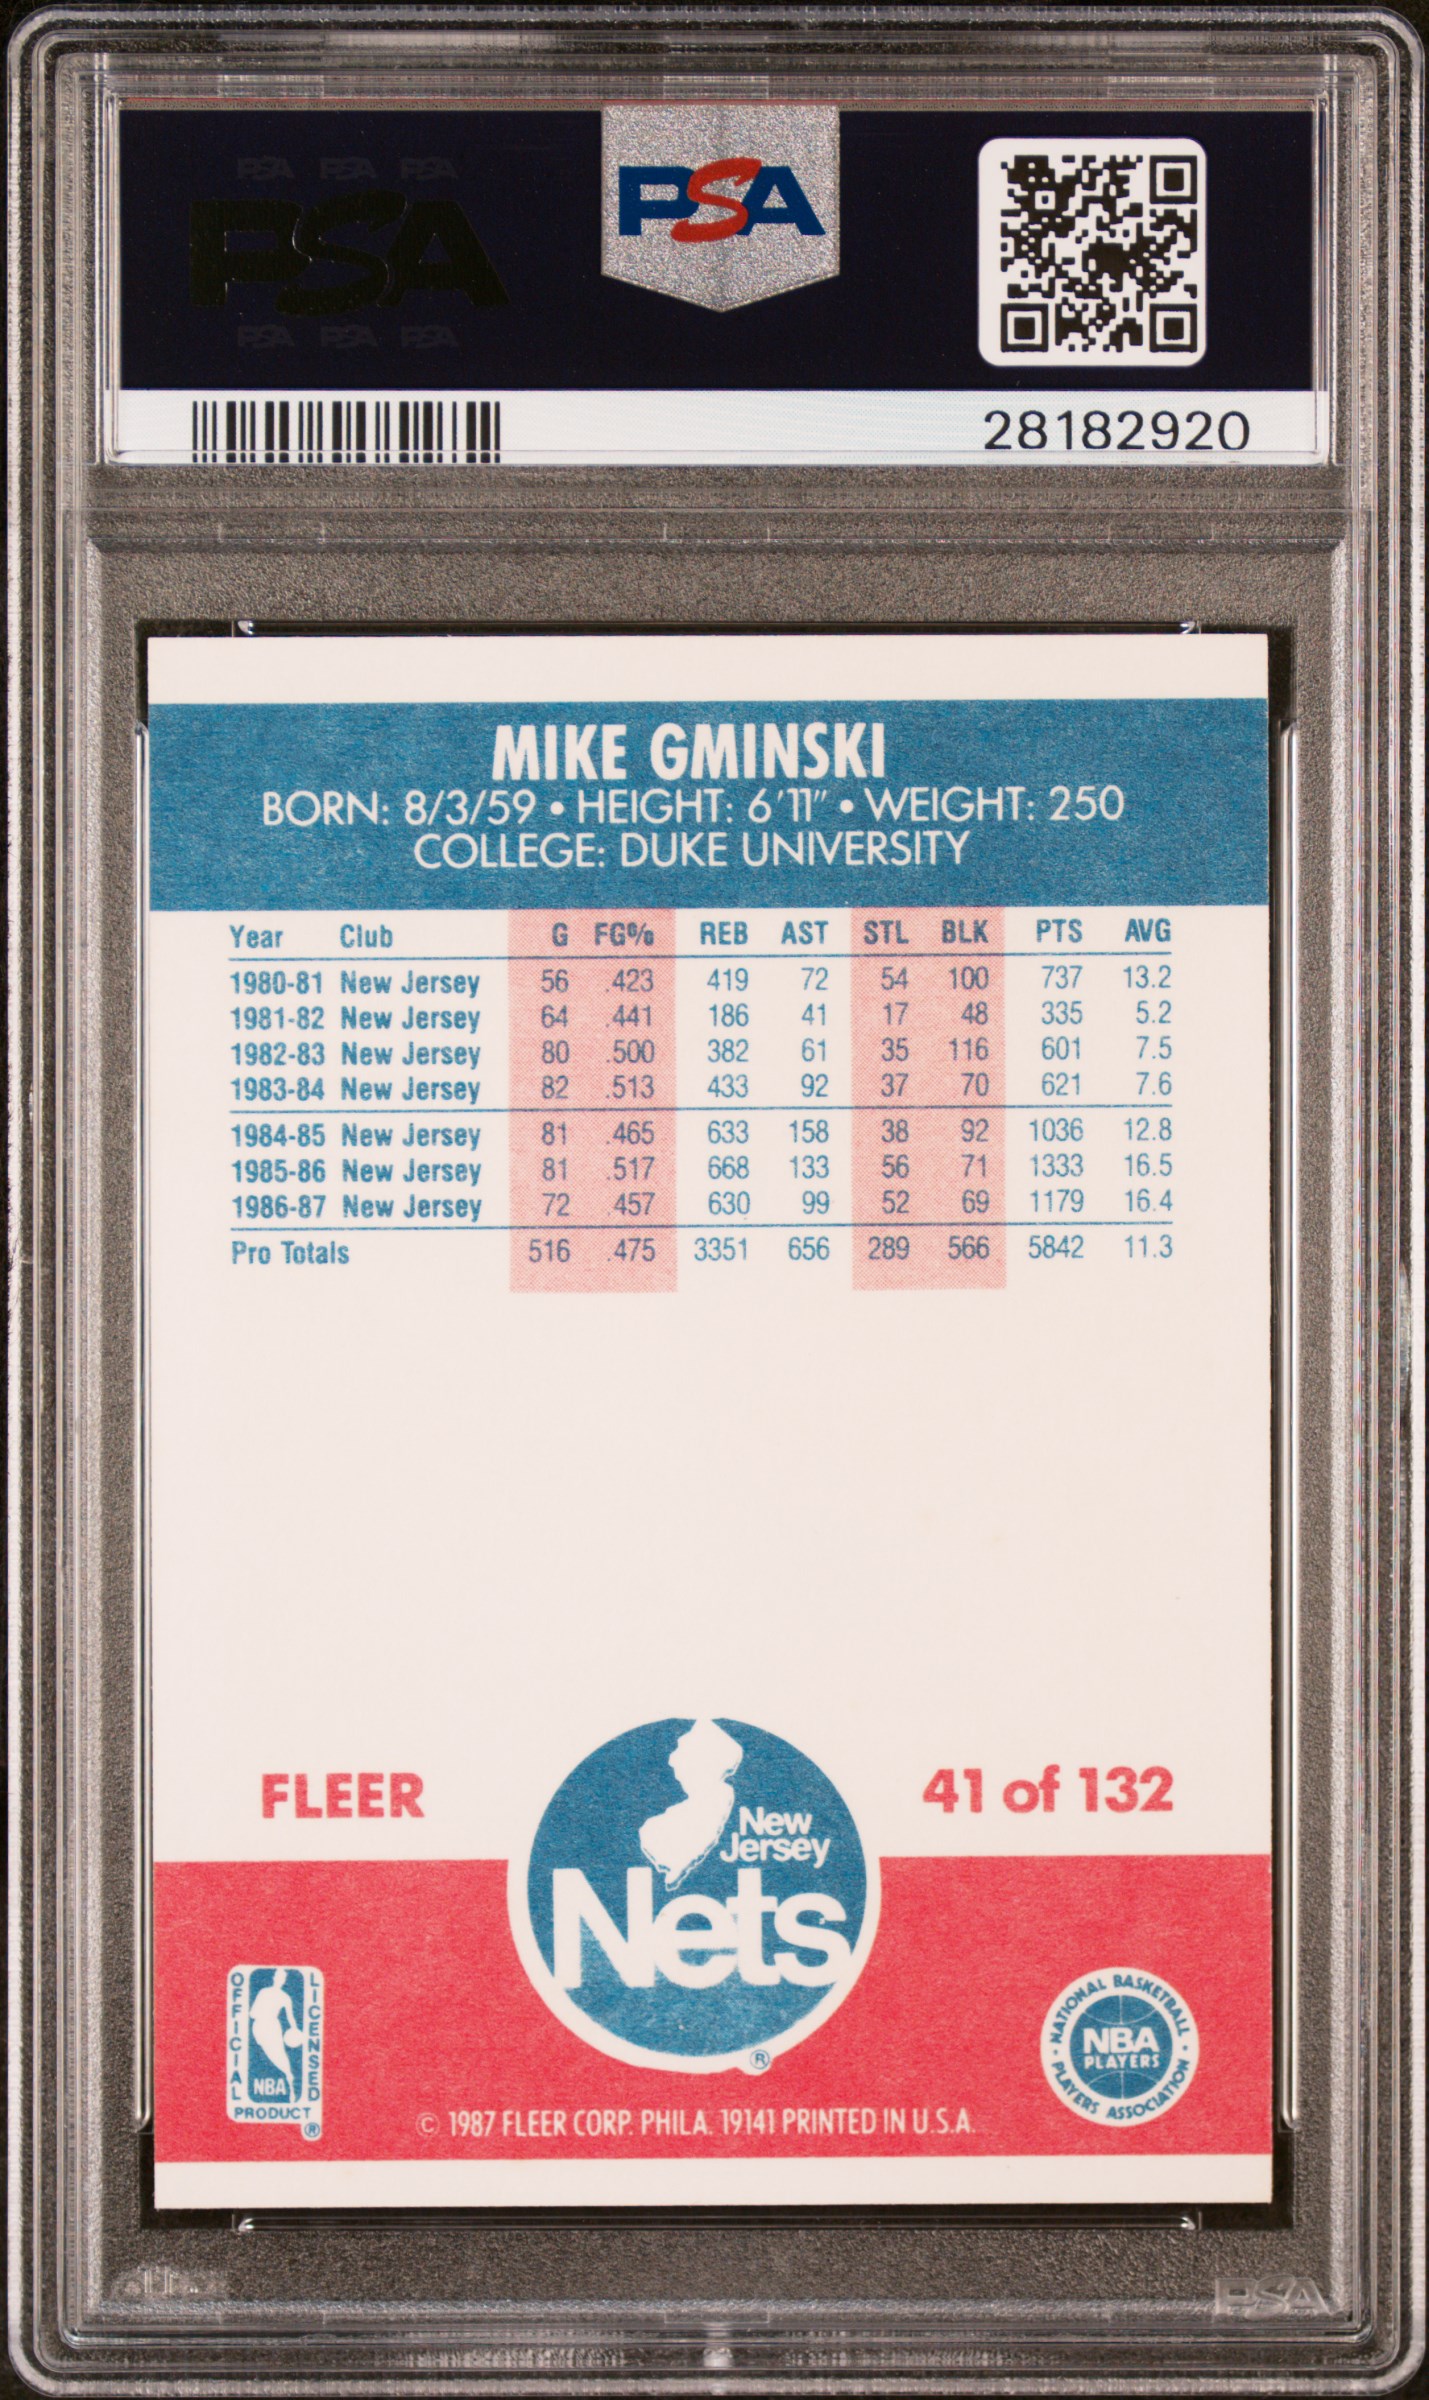 PSA PSA PSA
PSA
PSA PSA PSA
PSA
28182920
MIKE GMINSKI
BORN: 8/3/59 • HEIGHT: 6'11" • WEIGHT: 250
COLLEGE: DUKE UNIVERSITY
Year Club G FG% REB AST STL BLK PTS AVG
1980-81 New Jersey 56 .423 419 72 54 100 737 13.2
1981-82 New Jersey 64 .441 186 41 17 48 335 5.2
1982-83 New Jersey 80 .500 382 61 35 116 601 7.5
1983-84 New Jersey 82 .513 433 92 37 70 621 7.6
1984-85 New Jersey 81 .465 633 158 38 92 1036 12.8
1985-86 New Jersey 81 .517 668 133 56 71 1333 16.5
1986-87 New Jersey 72 .457 630 99 52 69 1179 16.4
Pro Totals 516 .475 3351 656 289 566 5842 11.3
FLEER
New
Jersey
Nets
®
41 of 132
OFFICIAL LICENSED
NBA
PRODUCT
®
NATIONAL BASKETBALL
NBA
PLAYERS
PLAYERS ASSOCIATION
© 1987 FLEER CORP. PHILA. 19141 PRINTED IN U.S.A.
PSA